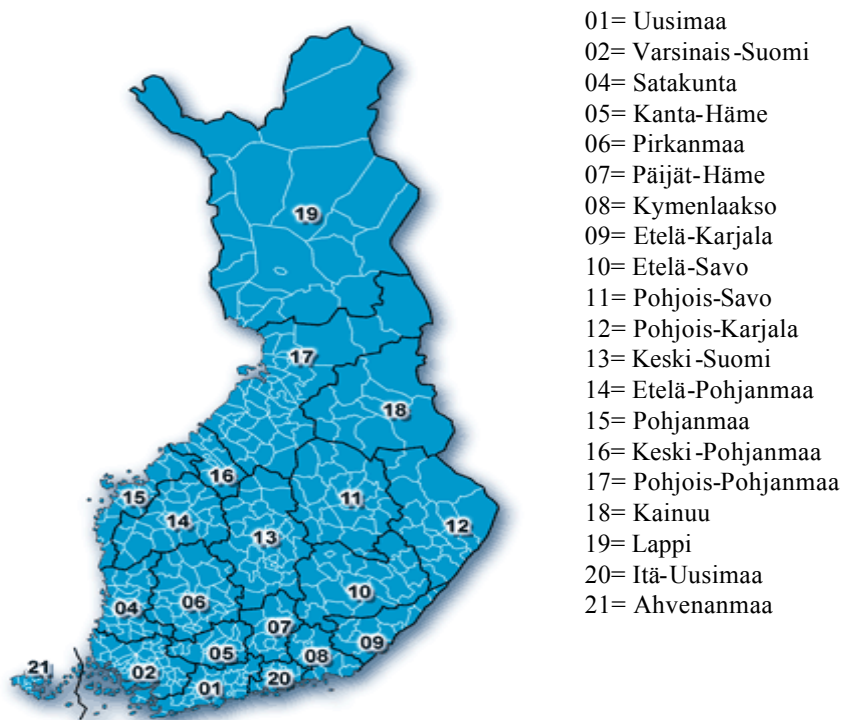 01= Uusimaa
02= Varsinais-Suomi
04= Satakunta
05= Kanta-Häme
06= Pirkanmaa
07= Päijät-Häme
08= Kymenlaakso
09= Etelä-Karjala
10= Etelä-Savo
11= Pohjois-Savo
12= Pohjois-Karjala
13= Keski-Suomi
14= Etelä-Pohjanmaa
15= Pohjanmaa
16= Keski-Pohjanmaa
17= Pohjois-Pohjanmaa
18= Kainuu
19= Lappi
20= Itä-Uusimaa
21= Ahvenanmaa
19
17
18
16
15
11
14
12
13
10
04
06
07
09
05
08
21
02
20
01